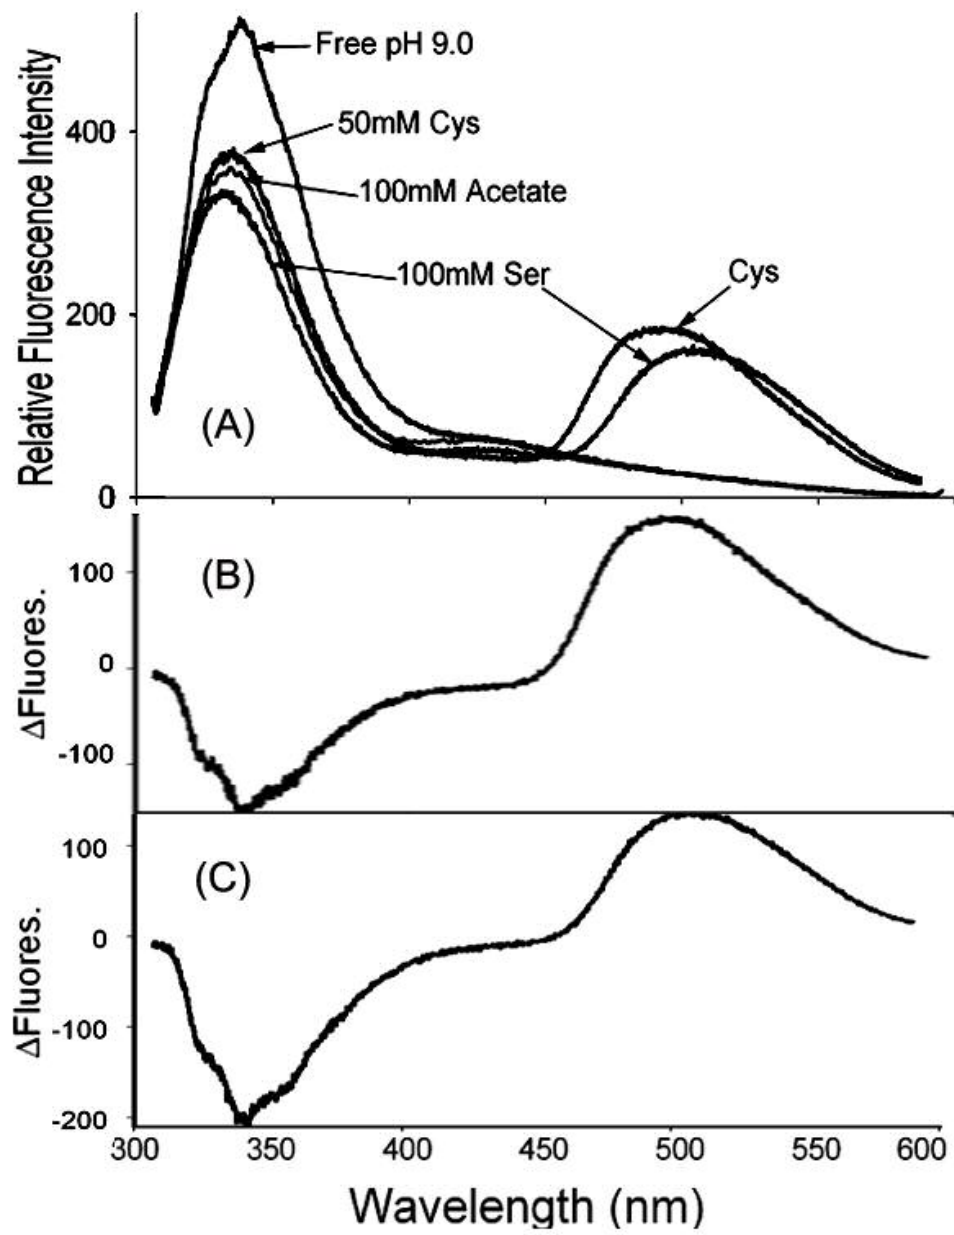 Relative Fluorescence Intensity
400
200
0
Free pH 9.0
50mM Cys
100mM Acetate
100mM Ser
Cys
(A)
ΔFluores.
100
0
-100
(B)
ΔFluores.
100
0
-100
-200
(C)
300 350 400 450 500 550 600
Wavelength (nm)